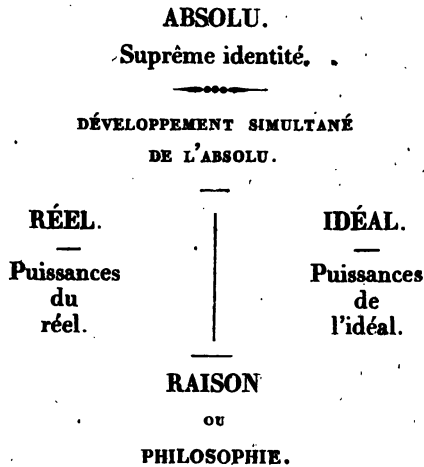 ABSOLU.
Suprême identité.
DÉVELOPPEMENT SIMULTANÉ
DE L'ABSOLU.
RÉEL.
Puissances
du
réel.
IDÉAL.
Puissances
de
l'idéal.
RAISON
OU
PHILOSOPHIE.